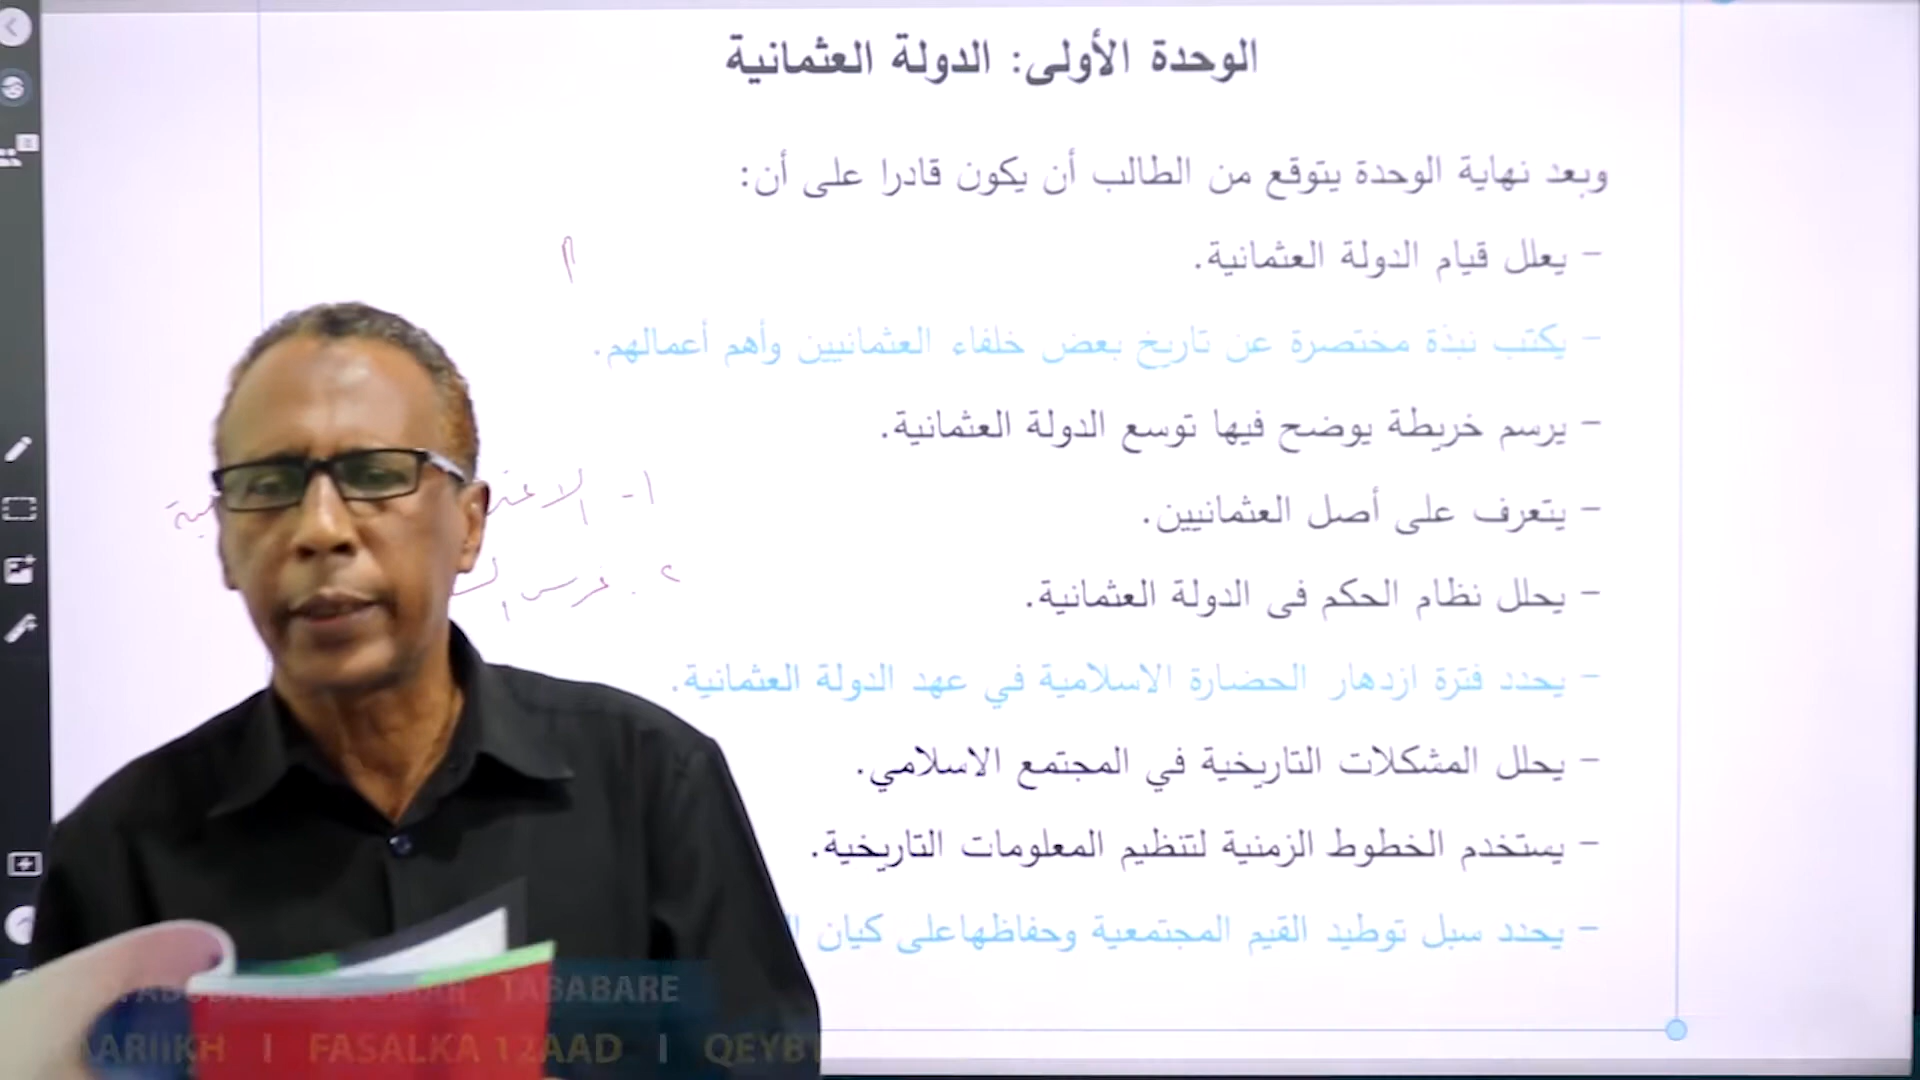 الوحدة الأولى: الدولة العثمانية
وبعد نهاية الوحدة يتوقع من الطالب أن يكون قادرا على أن:
- يعلل قيام الدولة العثمانية.
- يكتب نبذة مختصرة عن تاريخ بعض خلفاء العثمانيين وأهم أعمالهم.
- يرسم خريطة يوضح فيها توسع الدولة العثمانية.
- يتعرف على أصل العثمانيين.
- يحلل نظام الحكم فى الدولة العثمانية.
- يحدد فترة ازدهار الحضارة الاسلامية في عهد الدولة العثمانية.
- يحلل المشكلات التاريخية في المجتمع الاسلامي.
- يستخدم الخطوط الزمنية لتنظيم المعلومات التاريخية.
- يحدد سبل توطيد القيم المجتمعية وحفاظهاعلى كيان
١-
٢. غرس
TABABARE
FASALKA 12AAD | QEYB